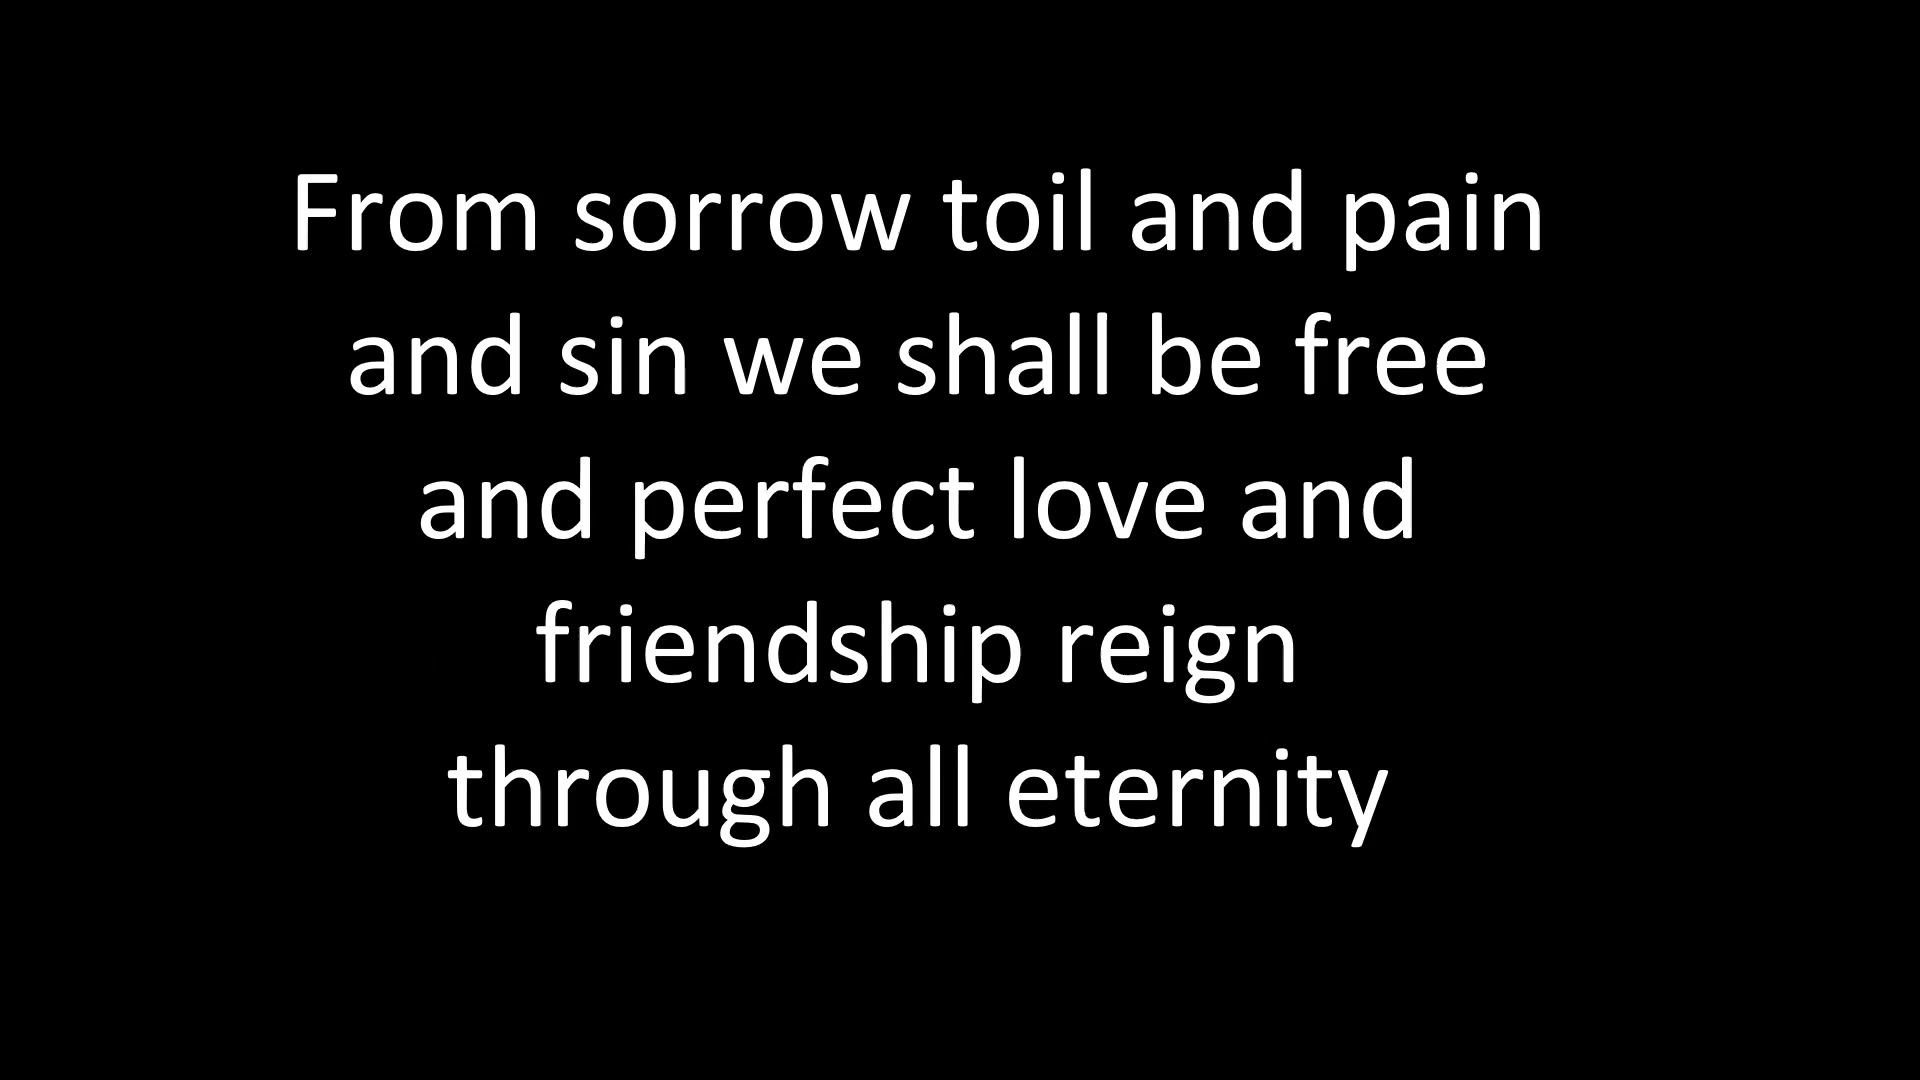 From sorrow toil and pain
and sin we shall be free
and perfect love and
friendship reign
through all eternity